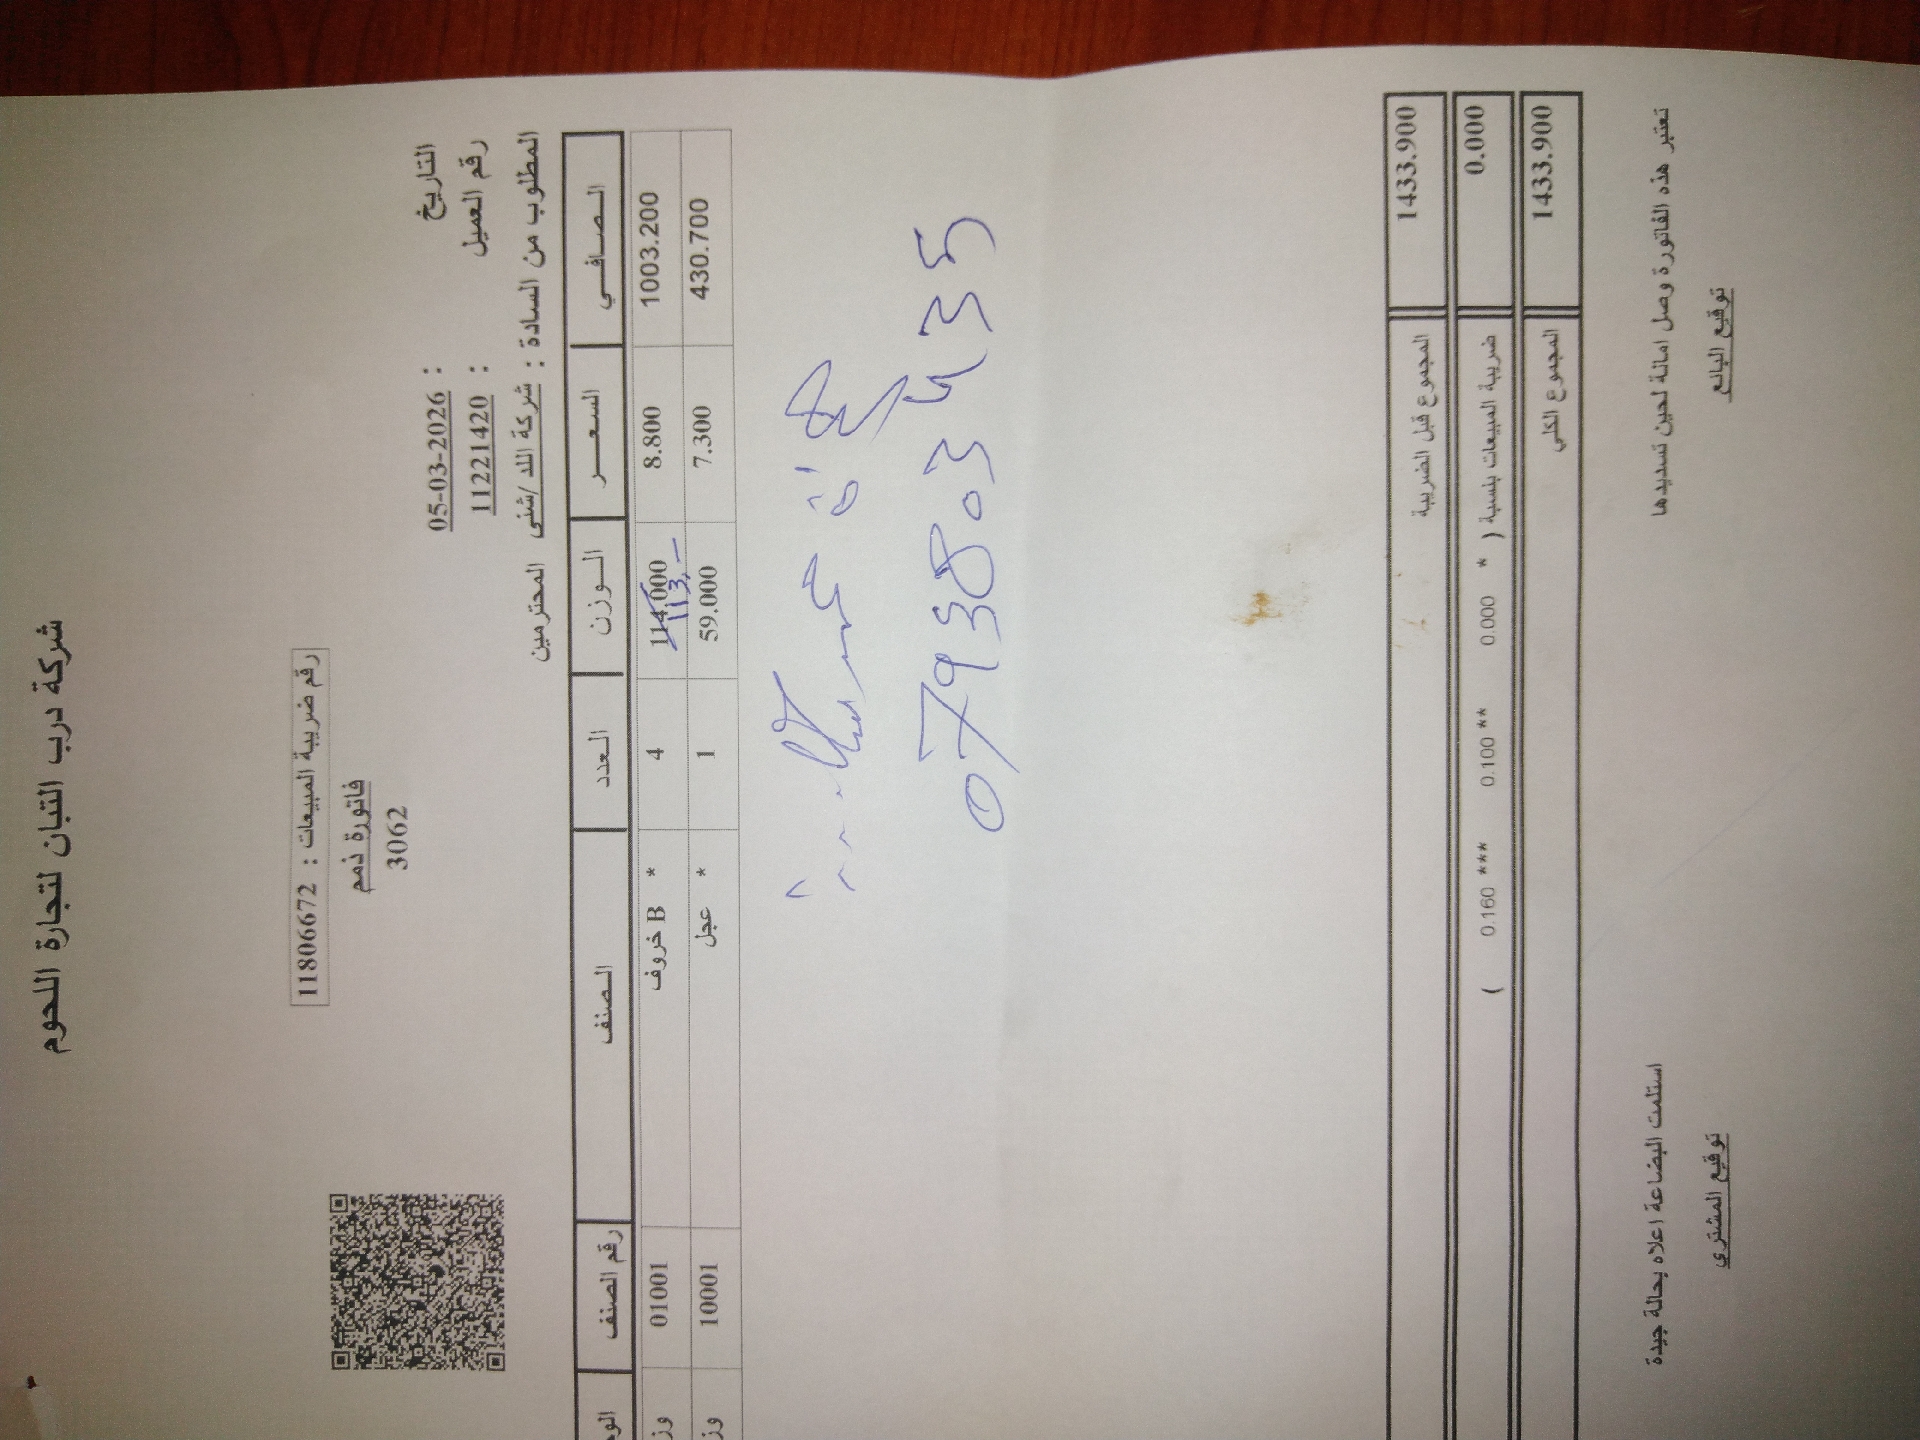 شركة درب التبان لتجارة اللحوم
رقم ضريبة المبيعات : 11806672
فاتورة ذمم
3062
التاريخ : 05-03-2026
رقم العميل : 11221420
المطلوب من السادة : شركة اللد /شنى المحترمين
الصافي السعر الوزن العدد الصنف رقم الصنف
1003.200 8.800 114.000 4 خروف B * 01001
113,-
430.700 7.300 59.000 1 عجل * 10001
0793803435
1433.900 المجموع قبل الضريبة
0.000 ضريبة المبيعات بنسبة ( * 0.000 ** 0.100 *** 0.160 )
1433.900 المجموع الكلي
تعتبر هذه الفاتورة وصل امانة لحين تسديدها استلمت البضاعة اعلاه بحالة جيدة
توقيع البائع توقيع المشتري